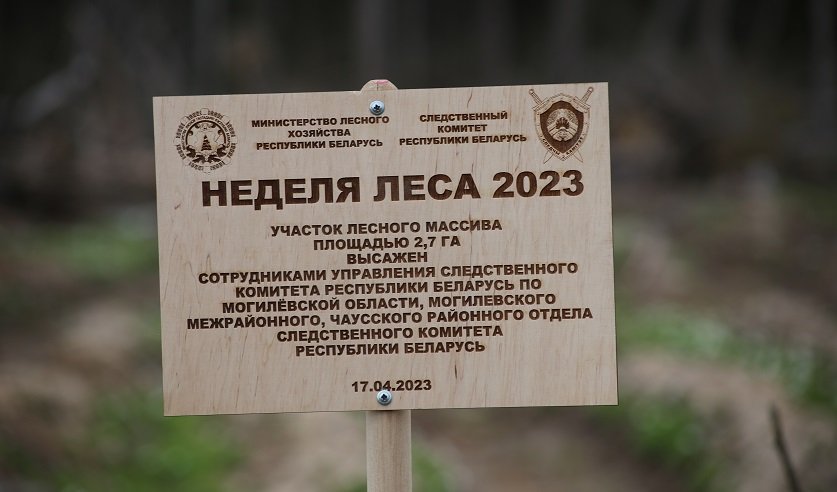 МИНИСТЕРСТВО ЛЕСНОГО
ХОЗЯЙСТВА
РЕСПУБЛИКИ БЕЛАРУСЬ
СЛЕДСТВЕННЫЙ
КОМИТЕТ
РЕСПУБЛИКИ БЕЛАРУСЬ
НЕДЕЛЯ ЛЕСА 2023
УЧАСТОК ЛЕСНОГО МАССИВА
ПЛОЩАДЬЮ 2,7 ГА
ВЫСАЖЕН
СОТРУДНИКАМИ УПРАВЛЕНИЯ СЛЕДСТВЕННОГО
КОМИТЕТА РЕСПУБЛИКИ БЕЛАРУСЬ ПО
МОГИЛЁВСКОЙ ОБЛАСТИ, МОГИЛЕВСКОГО
МЕЖРАЙОННОГО, ЧАУССКОГО РАЙОННОГО ОТДЕЛА
СЛЕДСТВЕННОГО КОМИТЕТА
РЕСПУБЛИКИ БЕЛАРУСЬ
17.04.2023